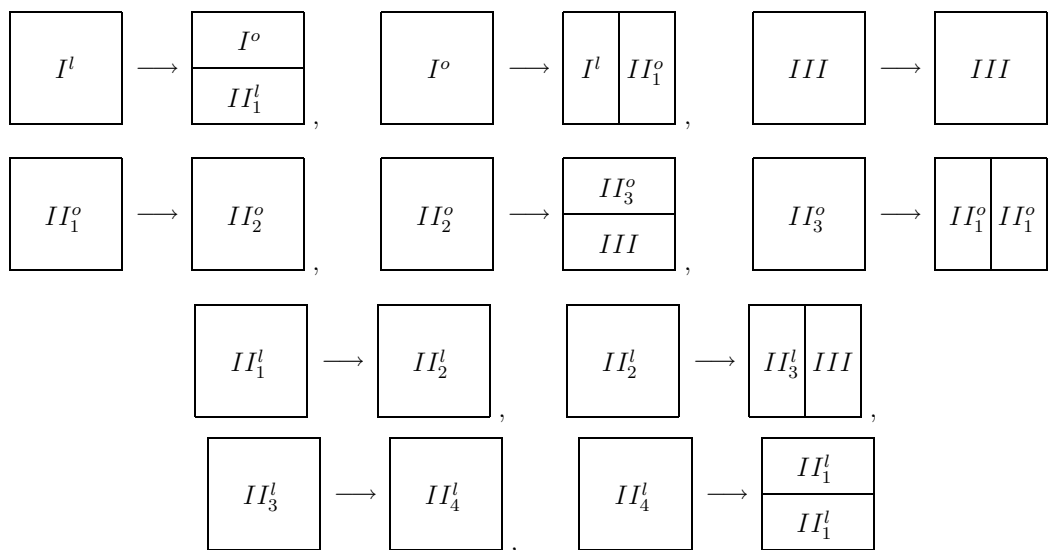 I^l ⟶ I^o II_1^l , I^o ⟶ I^l II_1^o , III ⟶ III
II_1^o ⟶ II_2^o , II_2^o ⟶ II_3^o III , II_3^o ⟶ II_1^o II_1^o
II_1^l ⟶ II_2^l , II_2^l ⟶ II_3^l III ,
II_3^l ⟶ II_4^l , II_4^l ⟶ II_1^l II_1^l